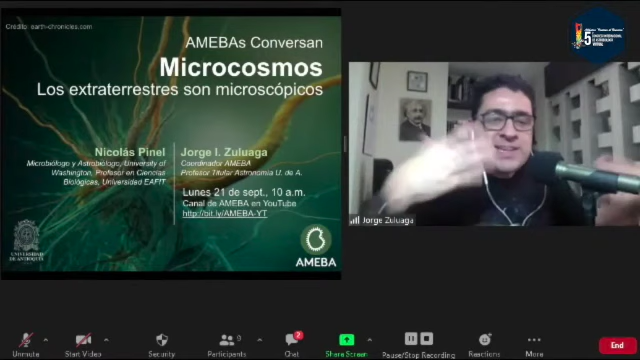 Crédito: earth-chronicles.com
AMEBAs Conversan
Microcosmos
Los extraterrestres son microscópicos
Nicolás Pinel
Microbiólogo y Astrobiólogo, University of
Washington, Profesor en Ciencias
Biológicas, Universidad EAFIT
Jorge I. Zuluaga
Coordinador AMEBA
Profesor Titular Astronomía U. de A.
Lunes 21 de sept., 10 a.m.
Canal de AMEBA en YouTube
http://bit.ly/AMEBA-YT
UNIVERSIDAD
DE ANTIOQUIA
AMEBA
5
Jorge Zuluaga
Unmute
Start Video
Security
Participants
9
Chat
2
Share Screen
Pause/Stop Recording
Reactions
More
End